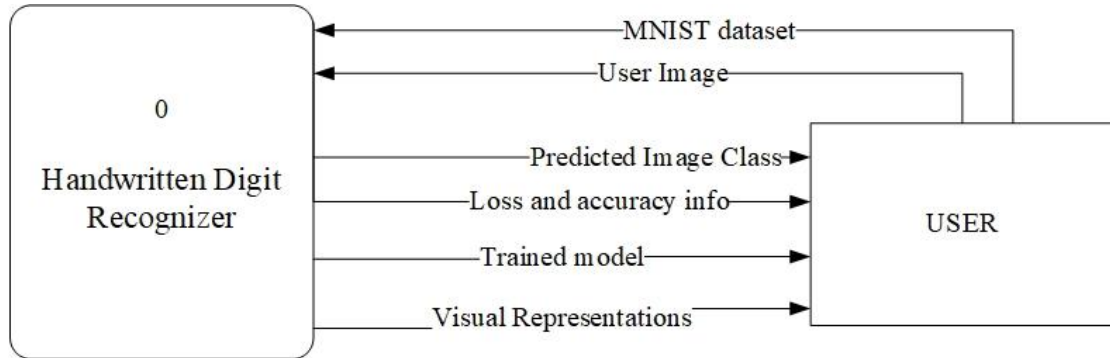 MNIST dataset
User Image
0
Handwritten Digit
Recognizer
Predicted Image Class
Loss and accuracy info
Trained model
Visual Representations
USER